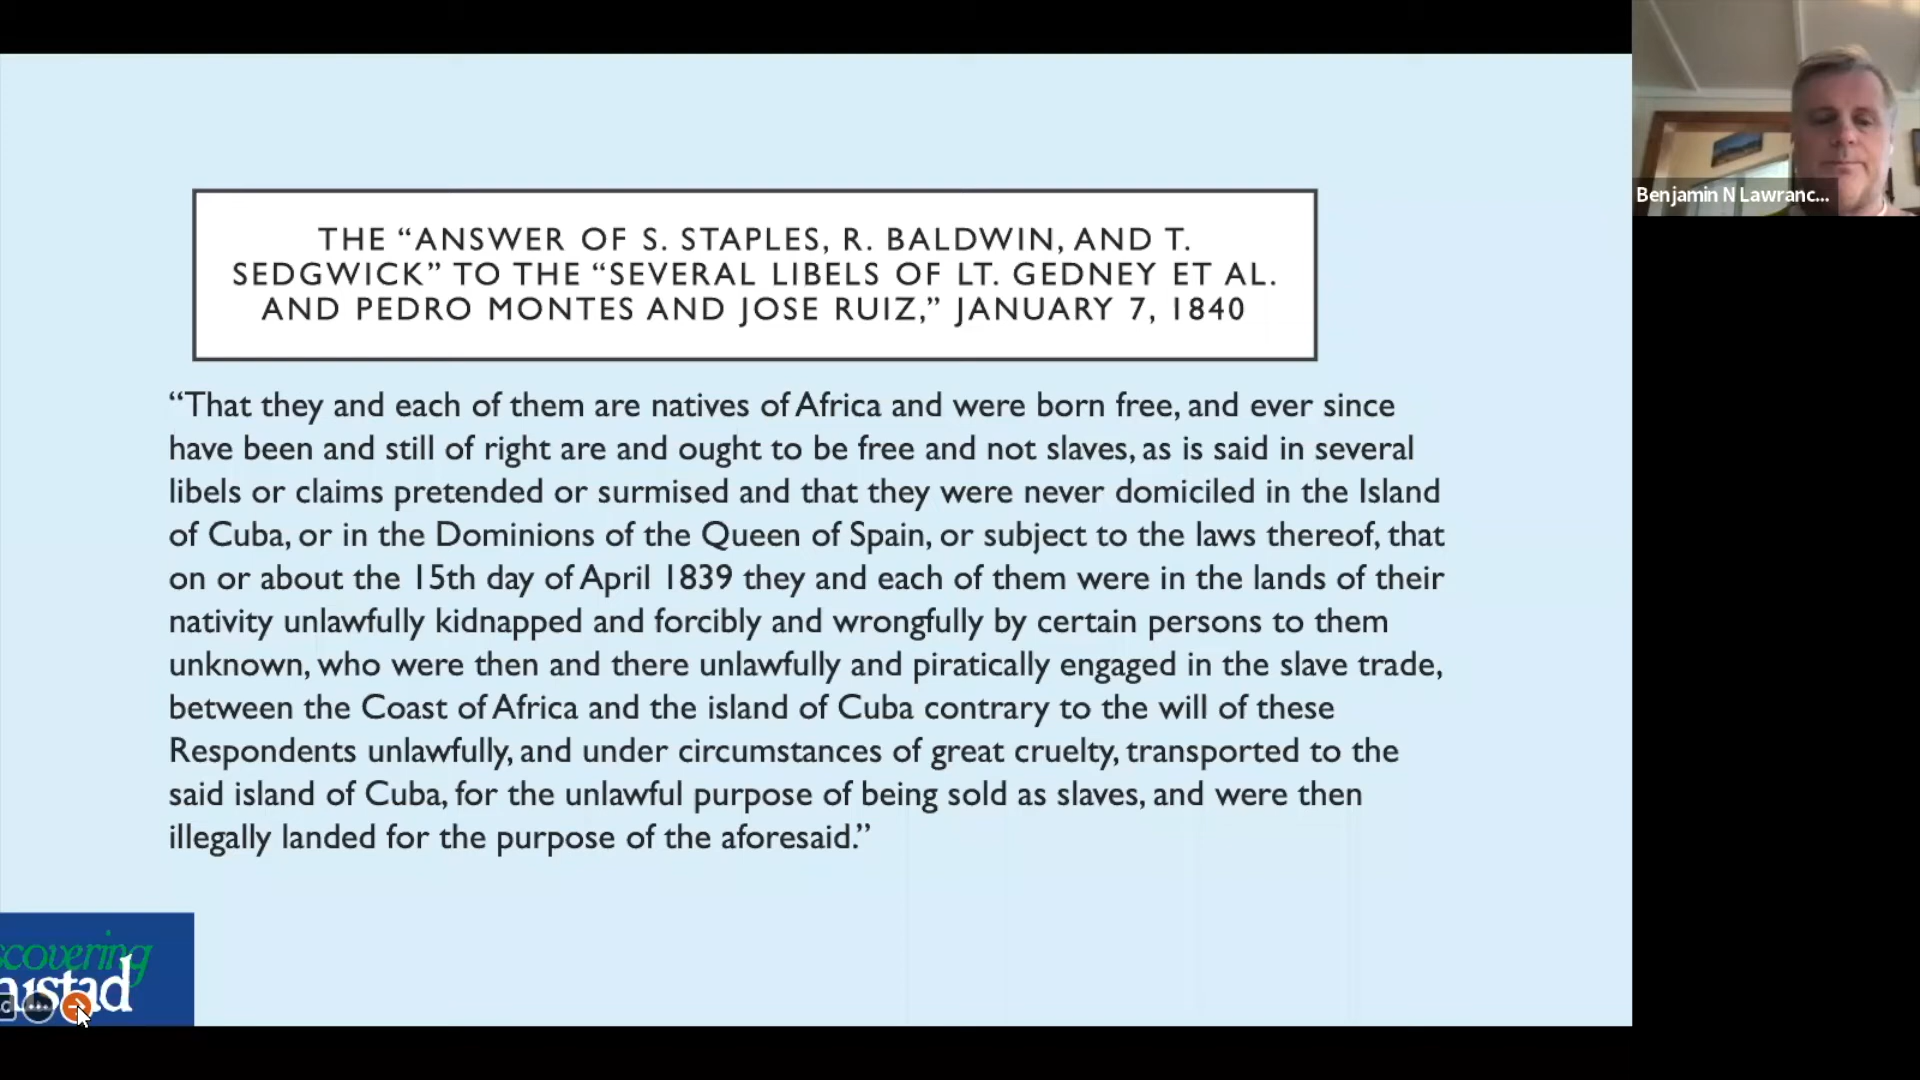 THE “ANSWER OF S. STAPLES, R. BALDWIN, AND T.
SEDGWICK” TO THE “SEVERAL LIBELS OF LT. GEDNEY ET AL.
AND PEDRO MONTES AND JOSE RUIZ,” JANUARY 7, 1840
“That they and each of them are natives of Africa and were born free, and ever since
have been and still of right are and ought to be free and not slaves, as is said in several
libels or claims pretended or surmised and that they were never domiciled in the Island
of Cuba, or in the Dominions of the Queen of Spain, or subject to the laws thereof, that
on or about the 15th day of April 1839 they and each of them were in the lands of their
nativity unlawfully kidnapped and forcibly and wrongfully by certain persons to them
unknown, who were then and there unlawfully and piratically engaged in the slave trade,
between the Coast of Africa and the island of Cuba contrary to the will of these
Respondents unlawfully, and under circumstances of great cruelty, transported to the
said island of Cuba, for the unlawful purpose of being sold as slaves, and were then
illegally landed for the purpose of the aforesaid.”
Benjamin N Lawranc...
scovering
istad